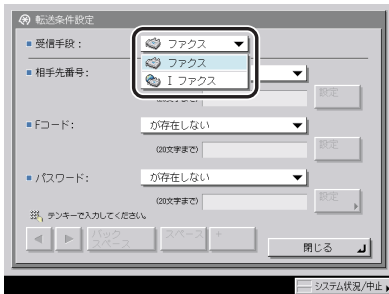 転送条件設定
■ 受信手段： ファクス
ファクス
I ファクス
■ 相手先番号:
設定
■ Fコード: が存在しない
(20文字まで) 設定
■ パスワード: が存在しない
(20文字まで) 設定
テンキーで入力してください。
バックスペース スペース +
閉じる
システム状況/中止